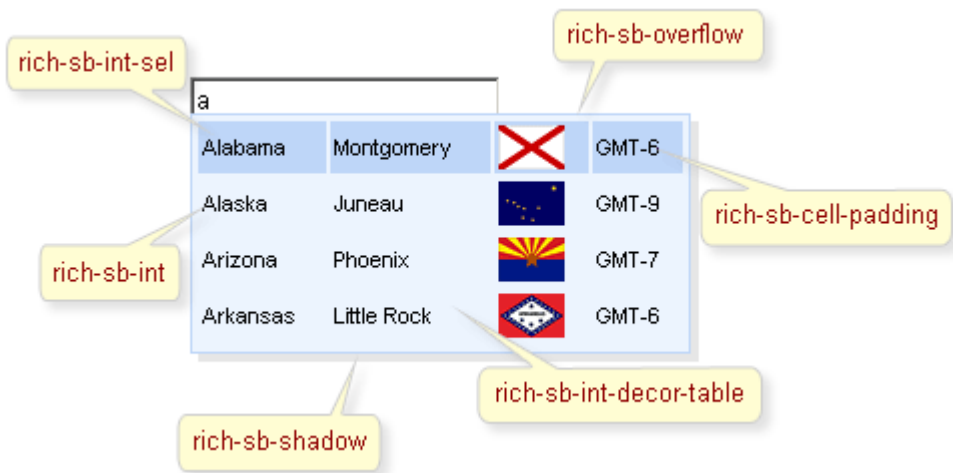 rich-sb-overflow
rich-sb-int-sel
a
Alabama Montgomery GMT-6
Alaska Juneau GMT-9
rich-sb-cell-padding
Arizona Phoenix GMT-7
rich-sb-int
Arkansas Little Rock GMT-6
rich-sb-int-decor-table
rich-sb-shadow